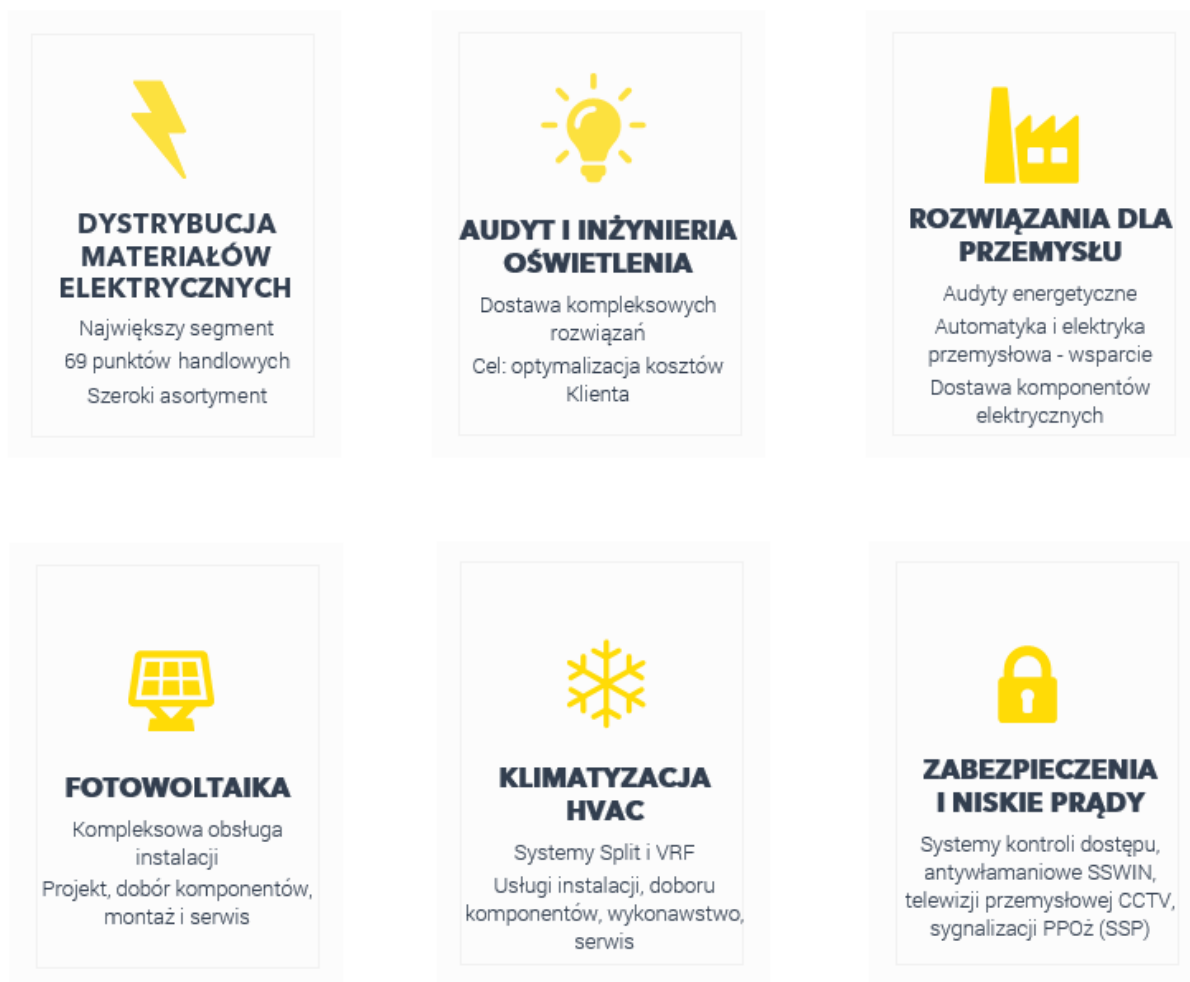 DYSTRYBUCJA
MATERIAŁÓW
ELEKTRYCZNYCH
Największy segment
69 punktów handlowych
Szeroki asortyment
AUDYT I INŻYNIERIA
OŚWIETLENIA
Dostawa kompleksowych
rozwiązań
Cel: optymalizacja kosztów
Klienta
ROZWIĄZANIA DLA
PRZEMYSŁU
Audyty energetyczne
Automatyka i elektryka
przemysłowa - wsparcie
Dostawa komponentów
elektrycznych
FOTOWOLTAIKA
Kompleksowa obsługa
instalacji
Projekt, dobór komponentów,
montaż i serwis
KLIMATYZACJA
HVAC
Systemy Split i VRF
Usługi instalacji, doboru
komponentów, wykonawstwo,
serwis
ZABEZPIECZENIA
I NISKIE PRĄDY
Systemy kontroli dostępu,
antywłamaniowe SSWIN,
telewizji przemysłowej CCTV,
sygnalizacji PPOż (SSP)